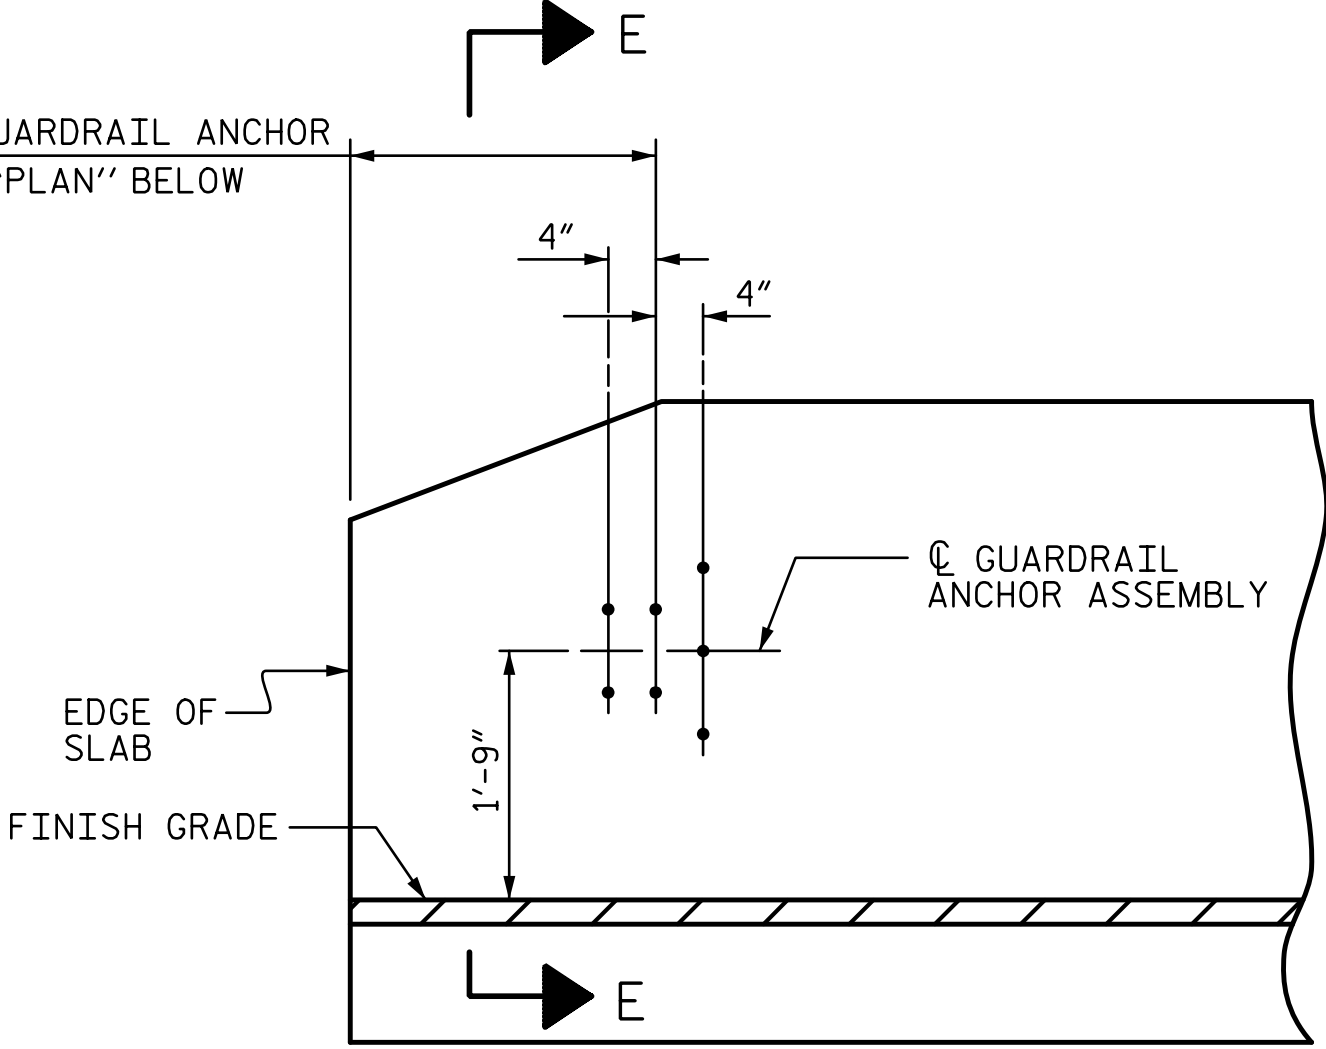 E
UARDRAIL ANCHOR
"PLAN" BELOW
4"
4"
℄ GUARDRAIL
ANCHOR ASSEMBLY
EDGE OF
SLAB
1'-9"
FINISH GRADE
E